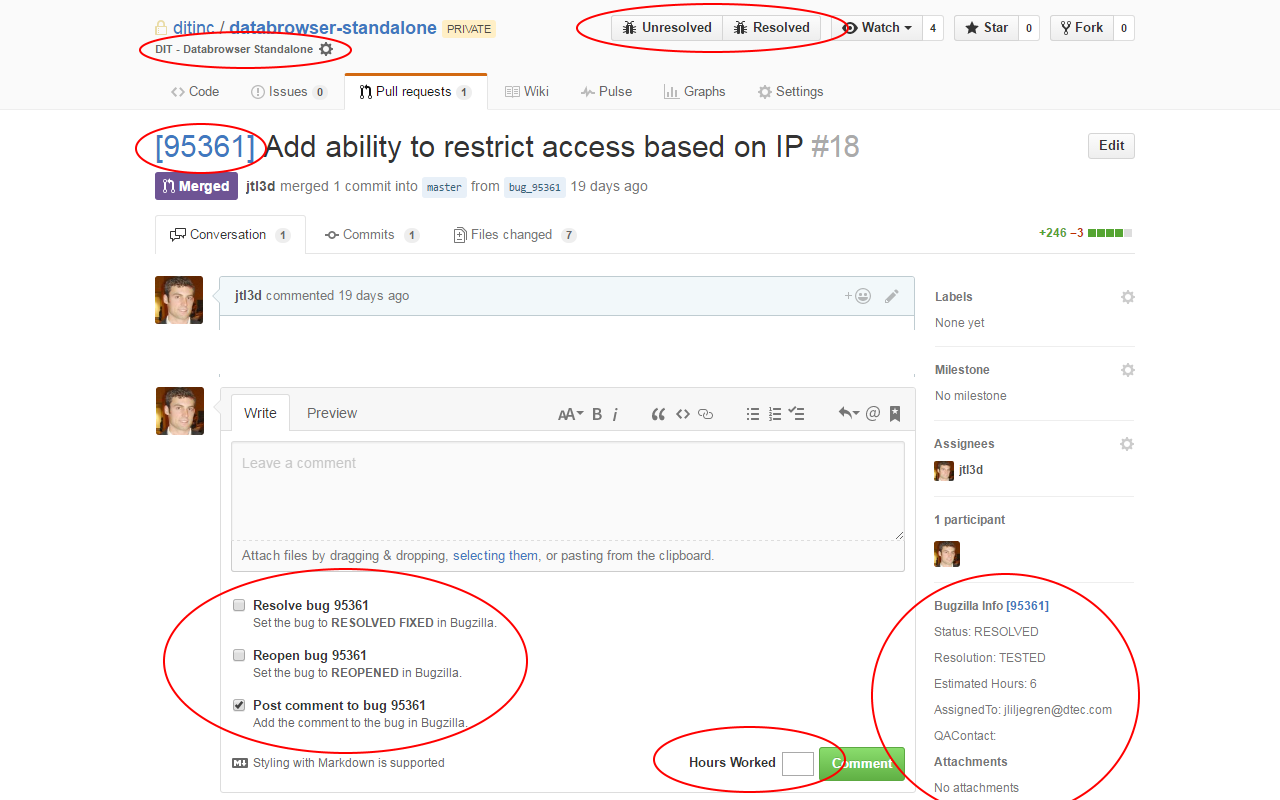 ditinc / databrowser-standalone PRIVATE
Unresolved Resolved Watch 4 Star 0 Fork 0
DIT - Databrowser Standalone
Code Issues 0 Pull requests 1 Wiki Pulse Graphs Settings
[95361] Add ability to restrict access based on IP #18
Edit
Merged jtl3d merged 1 commit into master from bug_95361 19 days ago
Conversation 1 Commits 1 Files changed 7
+246 −3
jtl3d commented 19 days ago
+
Write Preview
AA B i @
Leave a comment
Attach files by dragging & dropping, selecting them, or pasting from the clipboard.
Resolve bug 95361
Set the bug to RESOLVED FIXED in Bugzilla.
Reopen bug 95361
Set the bug to REOPENED in Bugzilla.
Post comment to bug 95361
Add the comment to the bug in Bugzilla.
Styling with Markdown is supported
Hours Worked Comment
Labels
None yet
Milestone
No milestone
Assignees
jtl3d
1 participant
Bugzilla Info [95361]
Status: RESOLVED
Resolution: TESTED
Estimated Hours: 6
AssignedTo: jliljegren@dtec.com
QAContact:
Attachments
No attachments